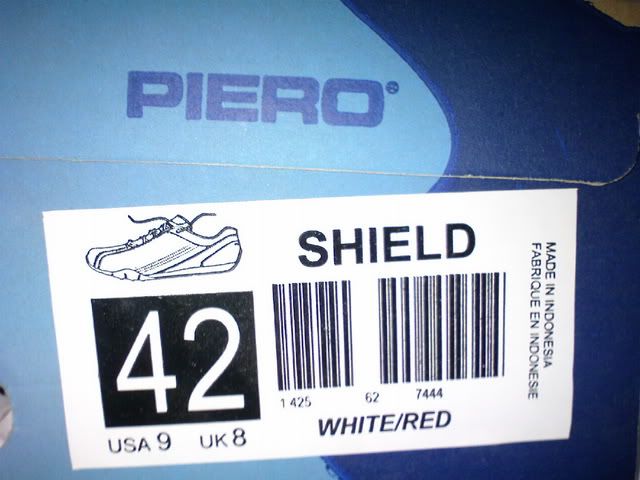 PIERO®
SHIELD
42
USA 9 UK 8
1 425 62 7444
WHITE/RED
MADE IN INDONESIA
FABRIQUE EN INDONESIE